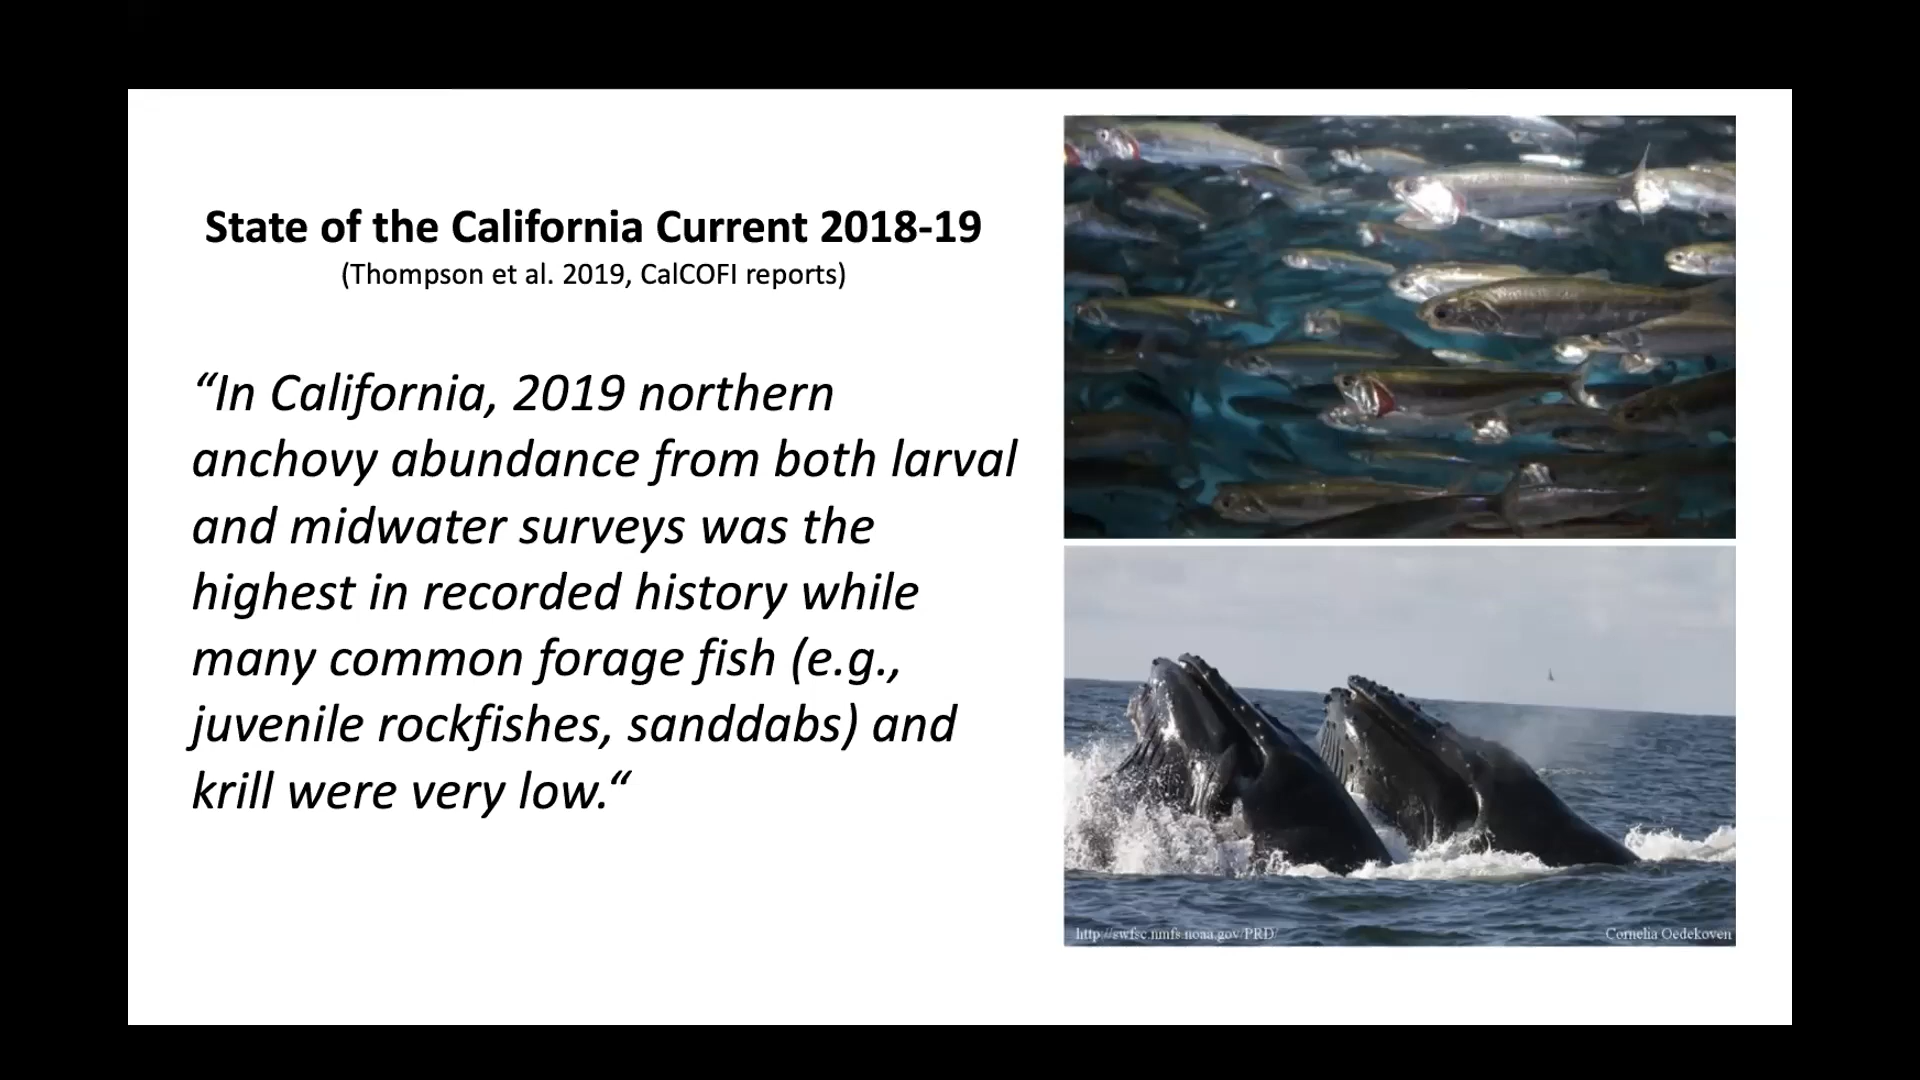 State of the California Current 2018-19
(Thompson et al. 2019, CalCOFI reports)
“In California, 2019 northern
anchovy abundance from both larval
and midwater surveys was the
highest in recorded history while
many common forage fish (e.g.,
juvenile rockfishes, sanddabs) and
krill were very low.“
http://swfsc.nmfs.noaa.gov/PRD/
Cornelia Oedekoven